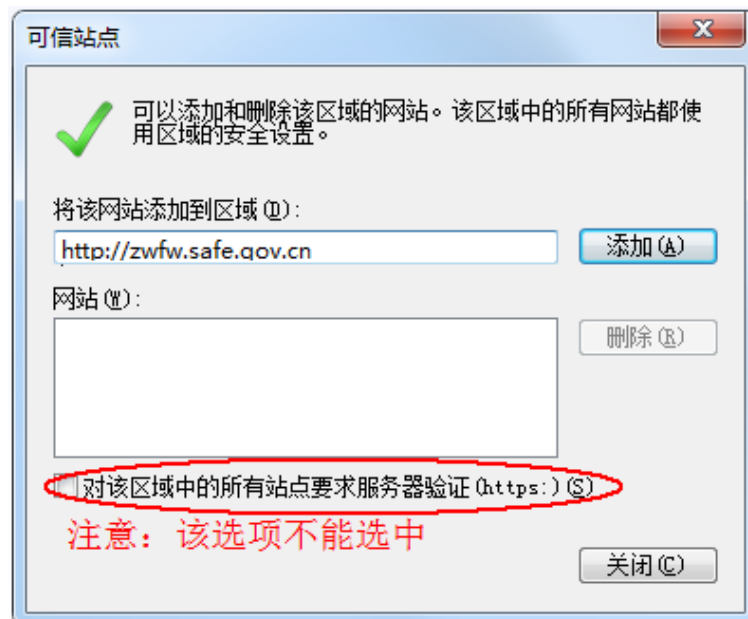 可信站点
可以添加和删除该区域的网站。该区域中的所有网站都使
用区域的安全设置。
将该网站添加到区域(D):
http://zwfw.safe.gov.cn
添加(A)
网站(W):
删除(R)
对该区域中的所有站点要求服务器验证(https:)(S)
注意：该选项不能选中
关闭(C)